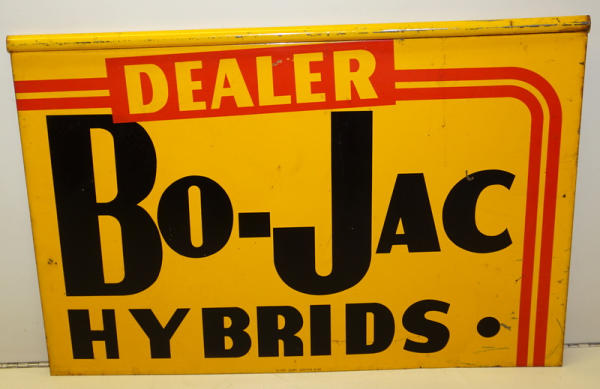 DEALER
BO-JAC
HYBRIDS.